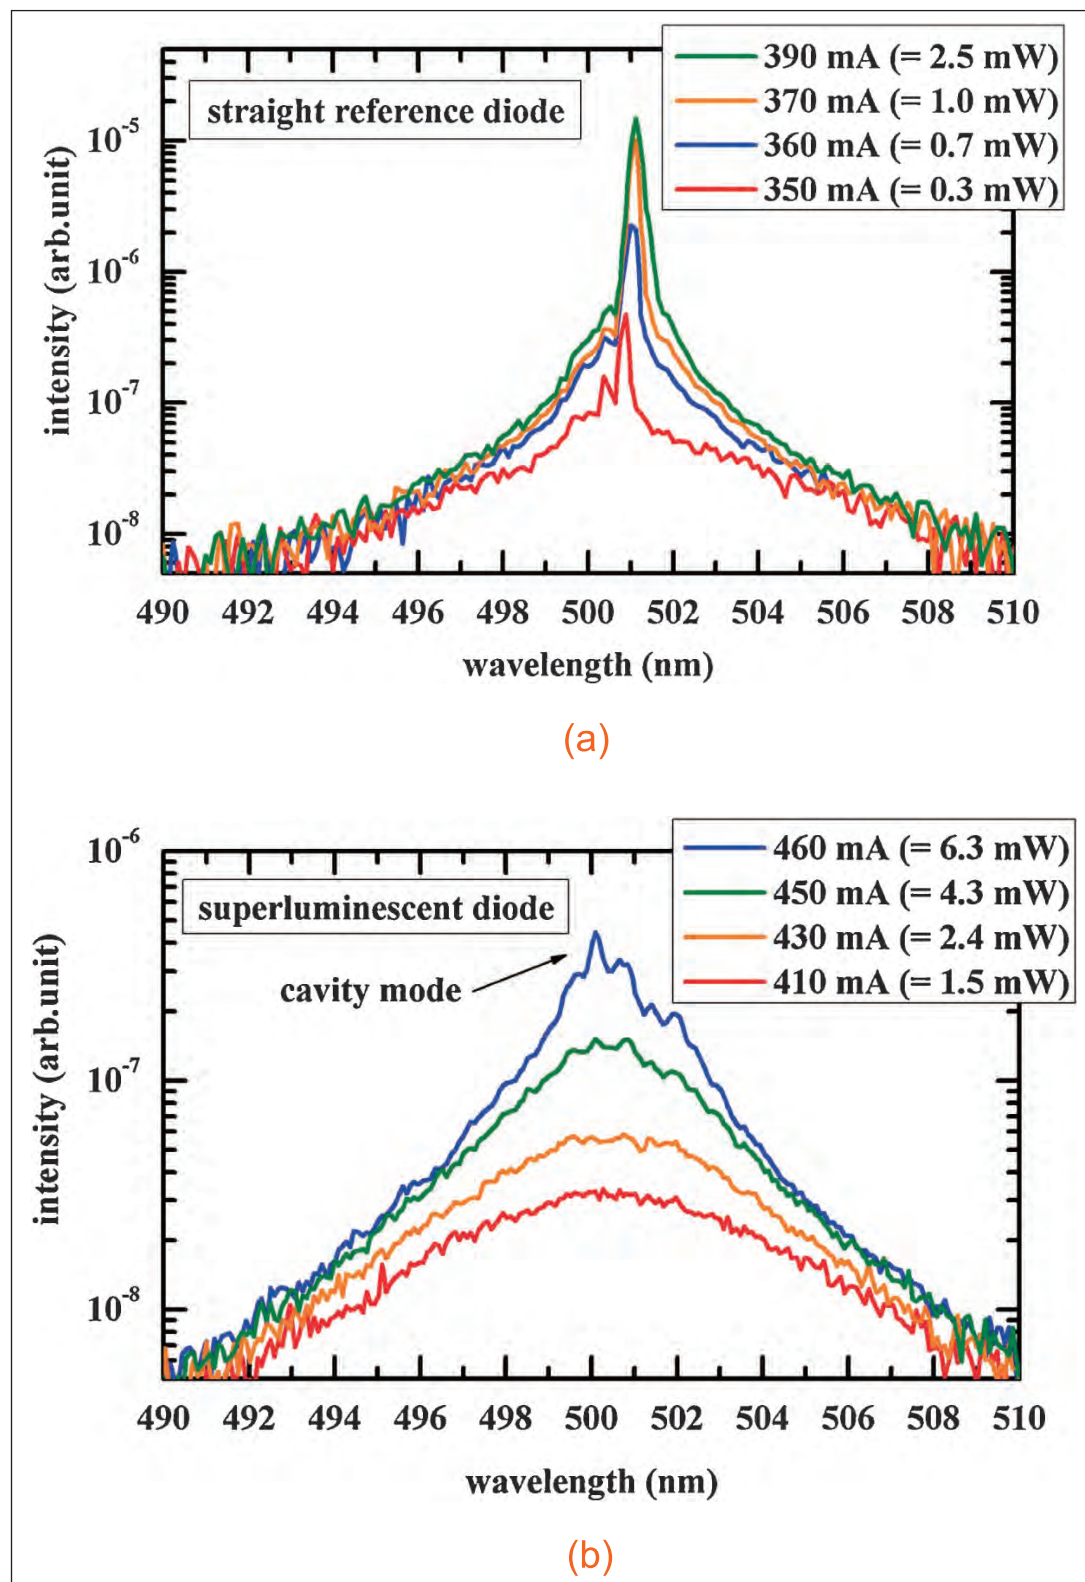 390 mA (= 2.5 mW)
370 mA (= 1.0 mW)
360 mA (= 0.7 mW)
350 mA (= 0.3 mW)
straight reference diode
intensity (arb.unit)
10⁻⁵
10⁻⁶
10⁻⁷
10⁻⁸
490 492 494 496 498 500 502 504 506 508 510
wavelength (nm)
(a)
460 mA (= 6.3 mW)
450 mA (= 4.3 mW)
430 mA (= 2.4 mW)
410 mA (= 1.5 mW)
superluminescent diode
cavity mode
intensity (arb.unit)
10⁻⁶
10⁻⁷
10⁻⁸
490 492 494 496 498 500 502 504 506 508 510
wavelength (nm)
(b)